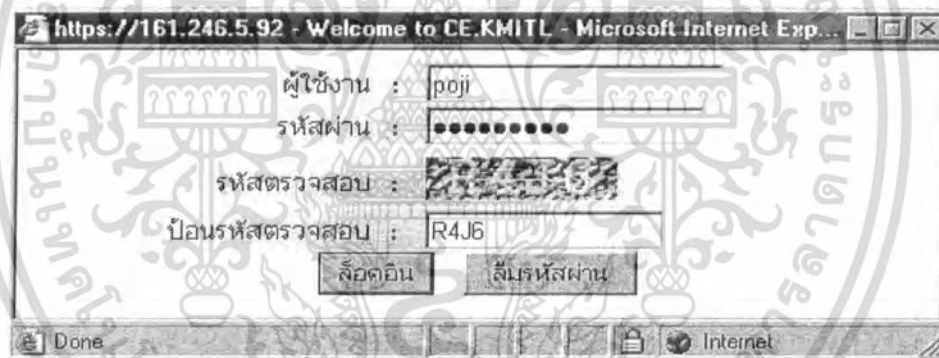 https://161.246.5.92 - Welcome to CE.KMITL - Microsoft Internet Exp...
ผู้ใช้งาน : poji
รหัสผ่าน : •••••••••
รหัสตรวจสอบ :
ป้อนรหัสตรวจสอบ : R4J6
ล็อคอิน ลืมรหัสผ่าน
Done Internet